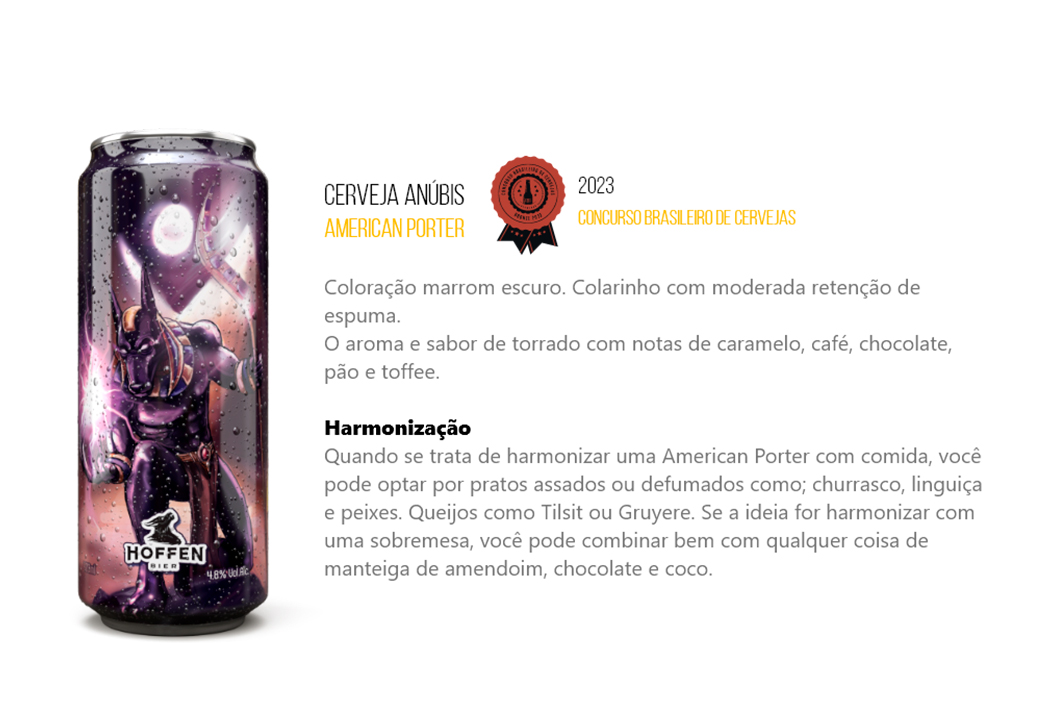 CERVEJA ANÚBIS
AMERICAN PORTER
CONCURSO BRASILEIRO DE CERVEJAS
2023
CONCURSO BRASILEIRO DE CERVEJAS
Coloração marrom escuro. Colarinho com moderada retenção de
espuma.
O aroma e sabor de torrado com notas de caramelo, café, chocolate,
pão e toffee.
Harmonização
Quando se trata de harmonizar uma American Porter com comida, você
pode optar por pratos assados ou defumados como; churrasco, linguiça
e peixes. Queijos como Tilsit ou Gruyere. Se a ideia for harmonizar com
uma sobremesa, você pode combinar bem com qualquer coisa de
manteiga de amendoim, chocolate e coco.
HOFFEN
BIER
4.8% Vol.Alc.